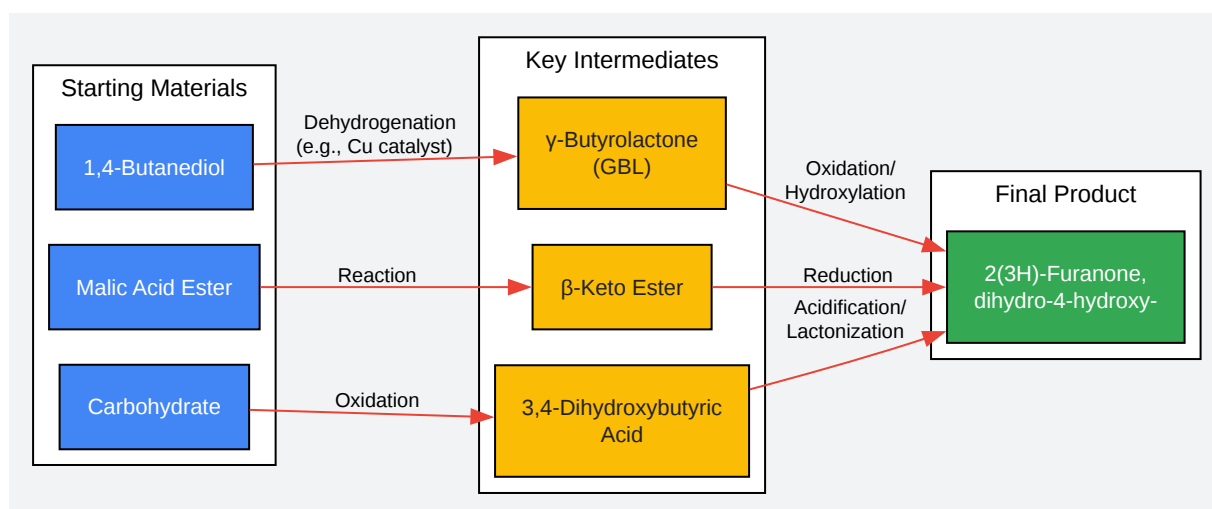 Starting Materials
1,4-Butanediol
Malic Acid Ester
Carbohydrate
Dehydrogenation
(e.g., Cu catalyst)
Reaction
Oxidation
Key Intermediates
γ-Butyrolactone
(GBL)
β-Keto Ester
3,4-Dihydroxybutyric
Acid
Oxidation/
Hydroxylation
Reduction
Acidification/
Lactonization
Final Product
2(3H)-Furanone,
dihydro-4-hydroxy-